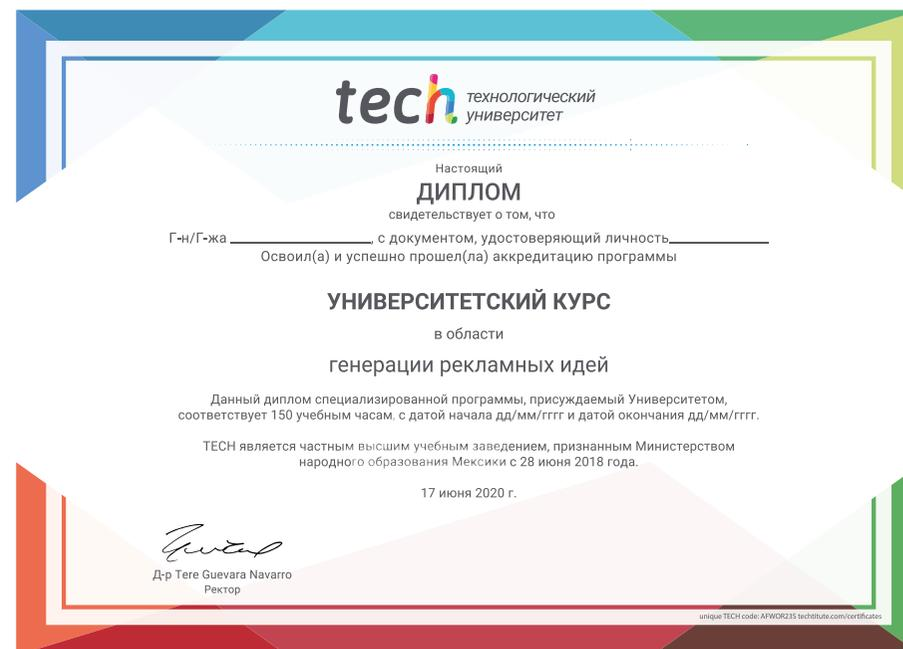 tech технологический
университет
Настоящий
ДИПЛОМ
свидетельствует о том, что
Г-н/Г-жа ____________________, с документом, удостоверяющий личность______________
Освоил(а) и успешно прошел(ла) аккредитацию программы
УНИВЕРСИТЕТСКИЙ КУРС
в области
генерации рекламных идей
Данный диплом специализированной программы, присуждаемый Университетом,
соответствует 150 учебным часам, с датой начала дд/мм/гггг и датой окончания дд/мм/гггг.
TECH является частным высшим учебным заведением, признанным Министерством
народного образования Мексики с 28 июня 2018 года.
17 июня 2020 г.
Д-р Tere Guevara Navarro
Ректор
unique TECH code: AFWOR23S techtitute.com/certificates